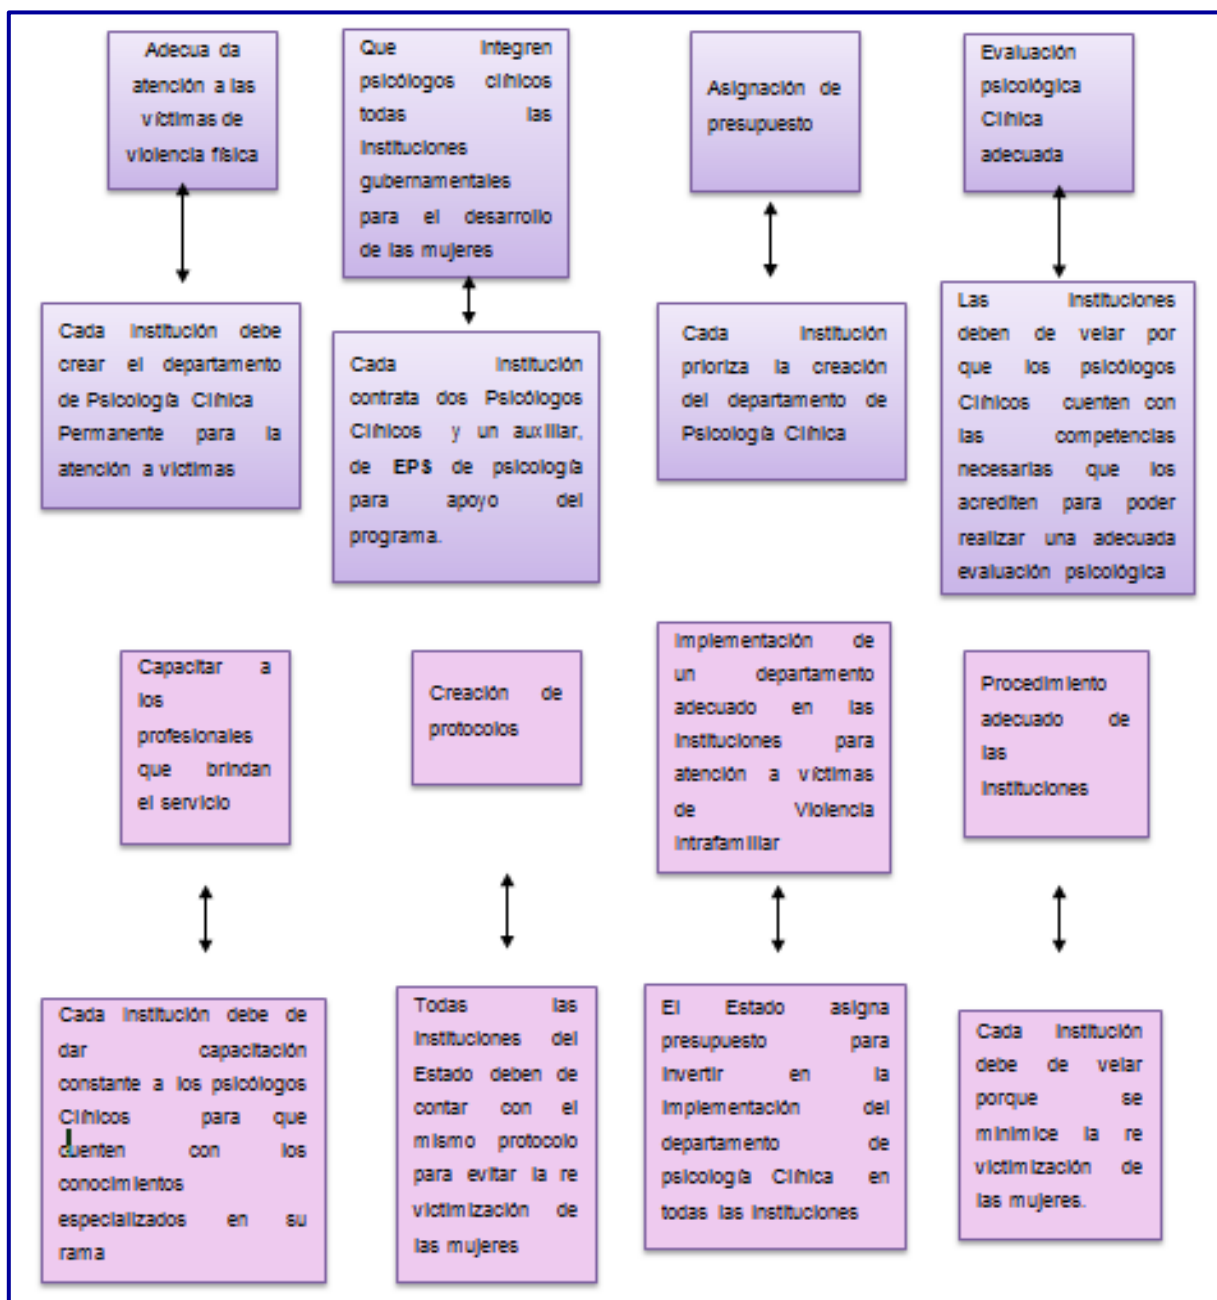 Adecua da
atención a las
víctimas de
violencia física
Que integren
psicólogos clínicos
todas las
instituciones
gubernamentales
para el desarrollo
de las mujeres
Asignación de
presupuesto
Evaluación
psicológica
Clínica
adecuada
Cada institución debe
crear el departamento
de Psicología Clínica
Permanente para la
atención a victimas
Cada institución
contrata dos Psicólogos
Clínicos y un auxiliar,
de EPS de psicología
para apoyo del
programa.
Cada institución
prioriza la creación
del departamento de
Psicología Clínica
Las instituciones
deben de velar por
que los psicólogos
Clínicos cuenten con
las competencias
necesarias que los
acrediten para poder
realizar una adecuada
evaluación psicológica
Capacitar a
los
profesionales
que brindan
el servicio
Creación de
protocolos
Implementación de
un departamento
adecuado en las
instituciones para
atención a víctimas
de Violencia
intrafamiliar
Procedimiento
adecuado de
las
instituciones
Cada institución debe de
dar capacitación
constante a los psicólogos
Clínicos para que
cuenten con los
conocimientos
especializados en su
rama
Todas las
instituciones del
Estado deben de
contar con el
mismo protocolo
para evitar la re
victimización de
las mujeres
El Estado asigna
presupuesto para
invertir en la
implementación del
departamento de
psicología Clínica en
todas las instituciones
Cada institución
debe de velar
porque se
minimice la re
victimización de
las mujeres.